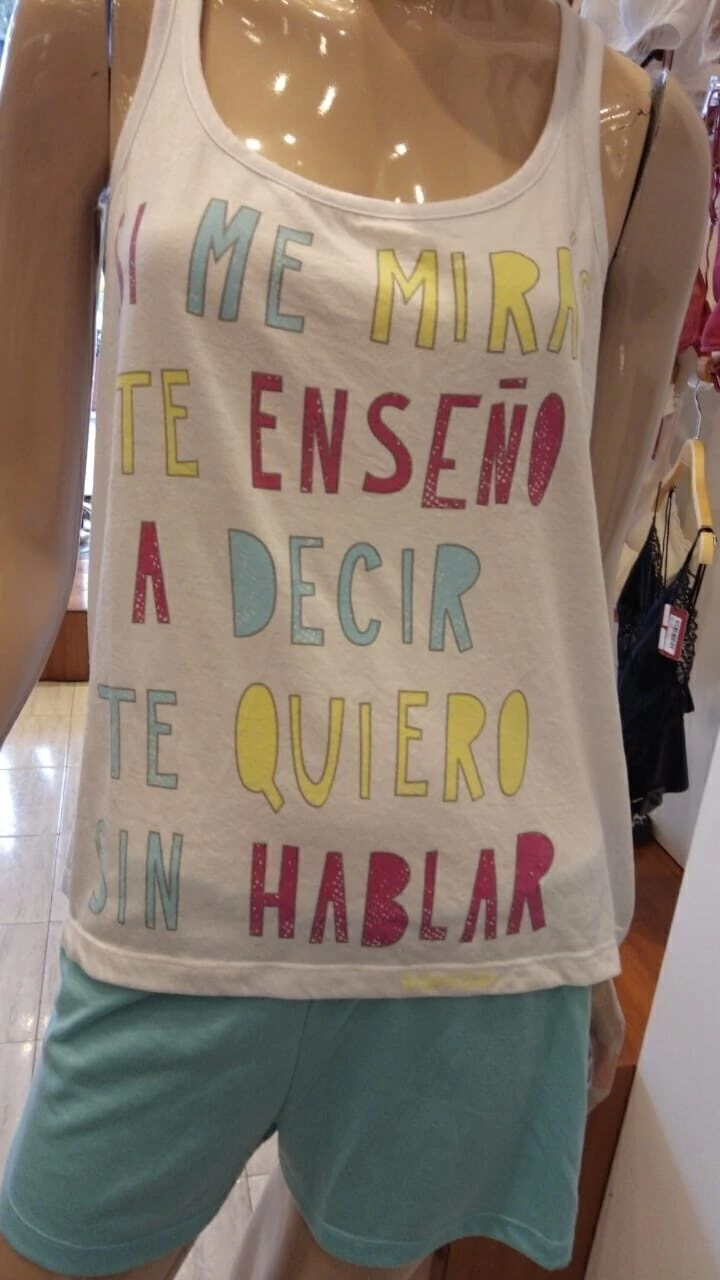 SI ME MIRÁS
TE ENSEÑO
A DECIR
TE QUIERO
SIN HABLAR